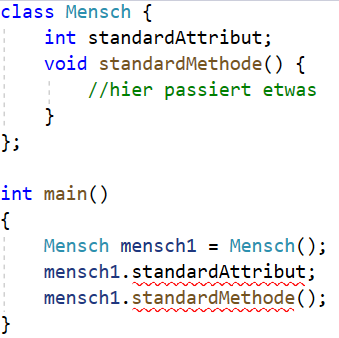 class Mensch {
int standardAttribut;
void standardMethode() {
//hier passiert etwas
}
};
int main()
{
Mensch mensch1 = Mensch();
mensch1.standardAttribut;
mensch1.standardMethode();
}